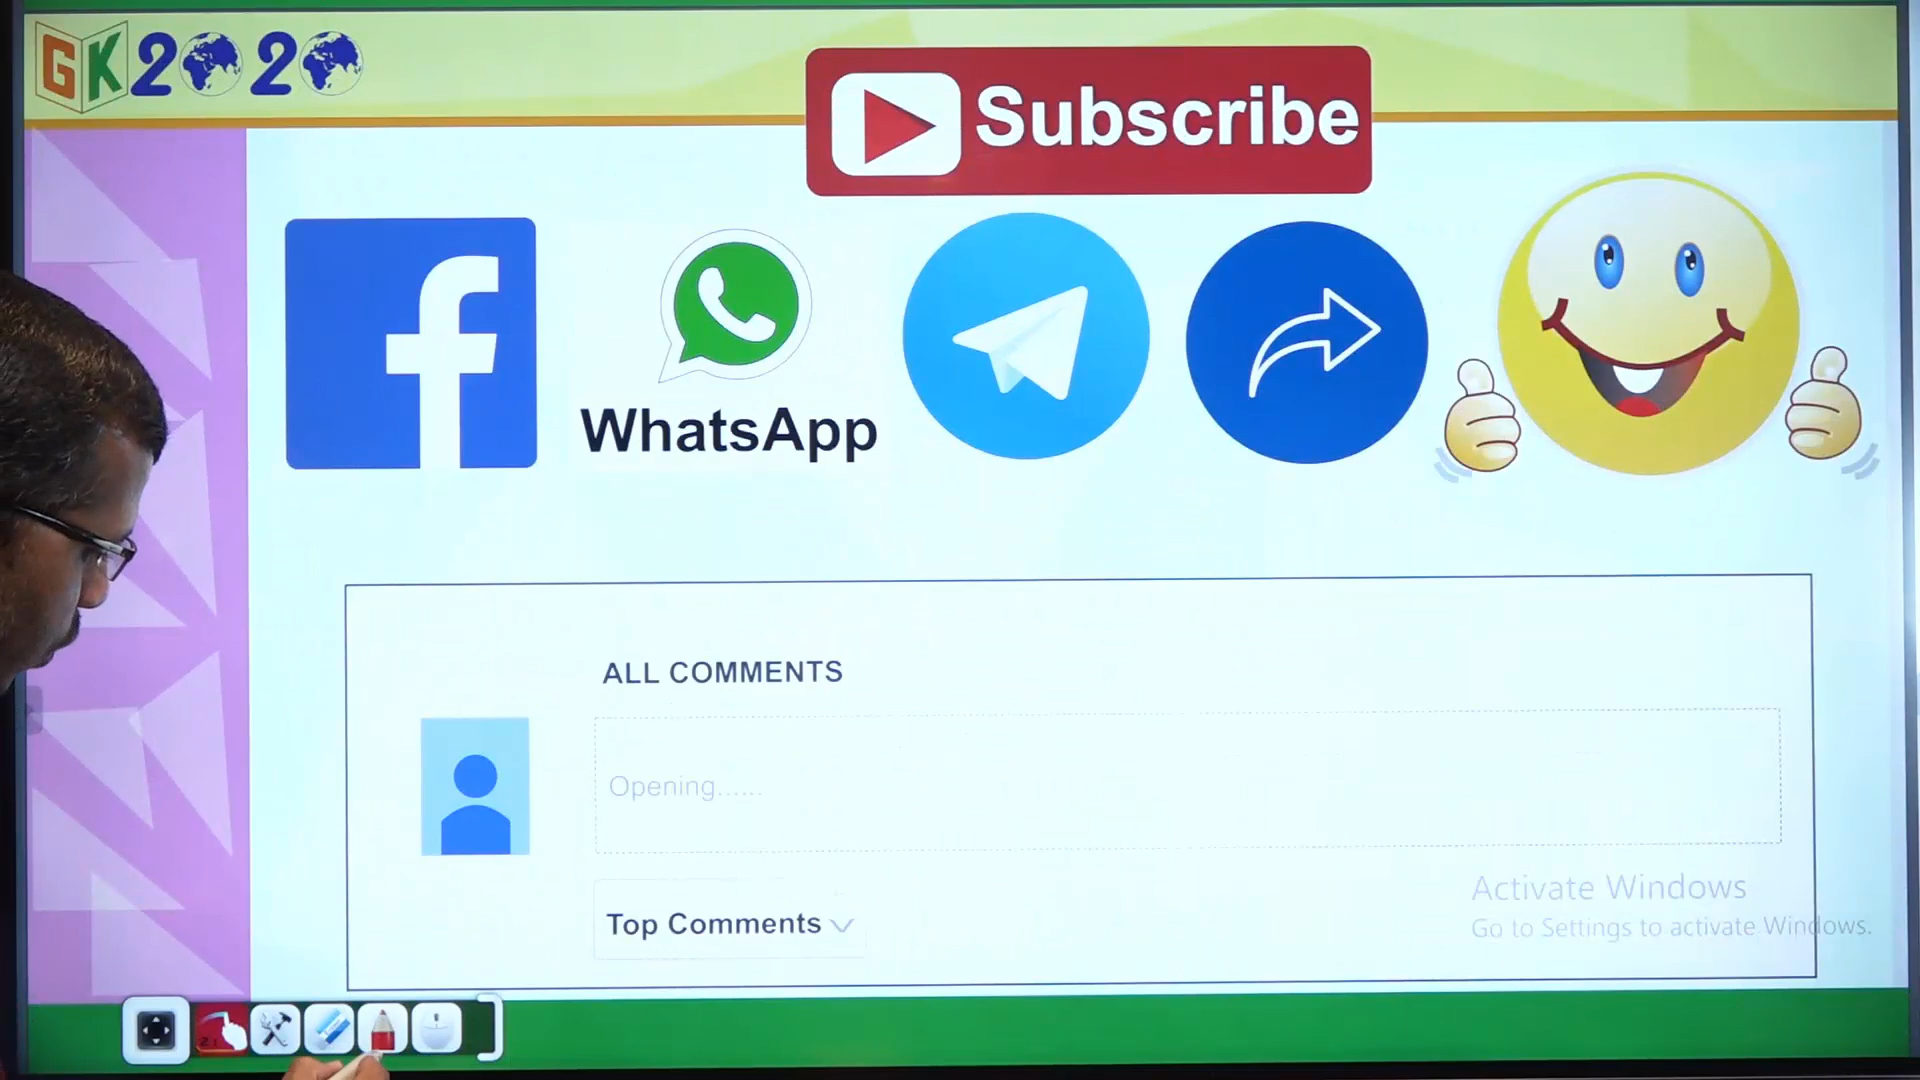 GK2020
Subscribe
WhatsApp
ALL COMMENTS
Opening......
Top Comments
Activate Windows
Go to Settings to activate Windows.